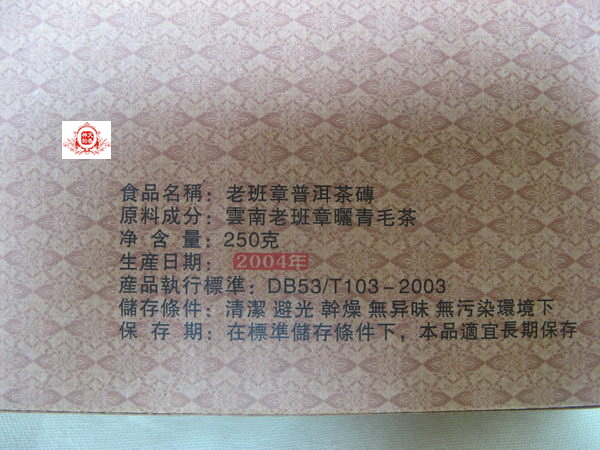 食品名稱：老班章普洱茶磚
原料成分：雲南老班章曬青毛茶
净 含 量：250克
生産日期：2004年
産品執行標準：DB53/T103-2003
儲存條件：清潔 避光 幹燥 無异味 無污染環境下
保 存 期：在標準儲存條件下，本品適宜長期保存